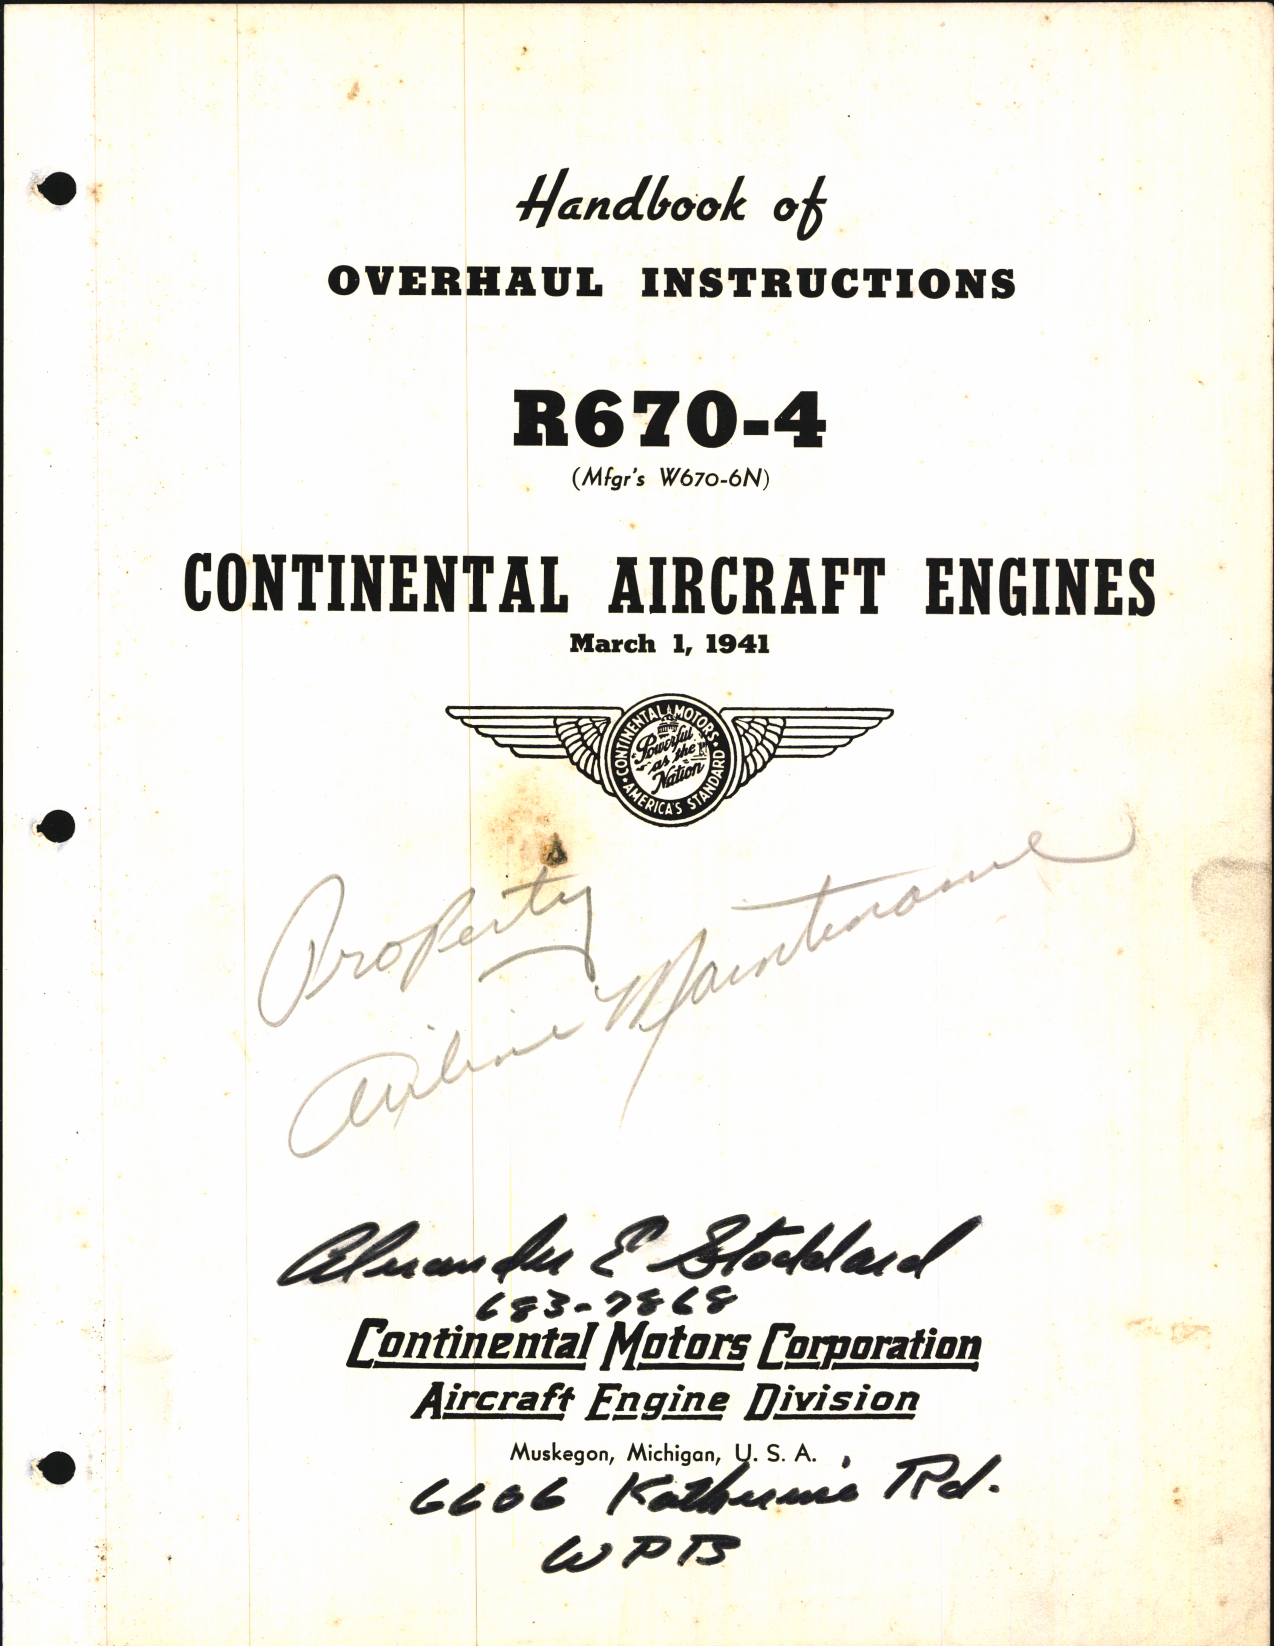 Handbook of
OVERHAUL INSTRUCTIONS
R670-4
(Mfgr's W670-6N)
CONTINENTAL AIRCRAFT ENGINES
March 1, 1941
CONTINENTAL MOTORS
Powerful
as the
Nation
AMERICA'S STANDARD
Property
Airline Maintenance
Alexander E Stoddard
683-7868
Continental Motors Corporation
Aircraft Engine Division
Muskegon, Michigan, U. S. A.
6606 Katherine Rd.
WPB